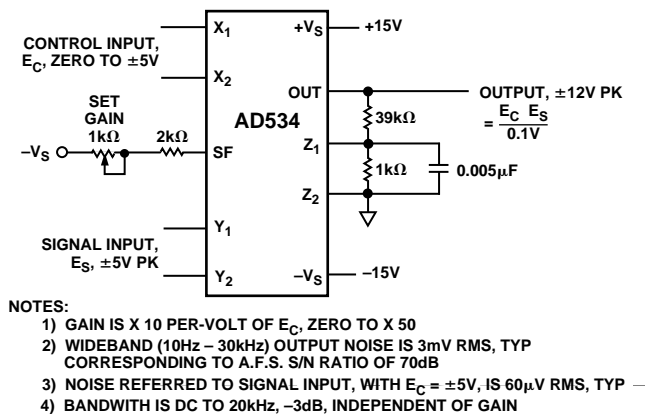 CONTROL INPUT,
E_C, ZERO TO ±5V
X1
X2
+VS
+15V
OUT
OUTPUT, ±12V PK
= EC ES
0.1V
SET
GAIN
1kΩ
2kΩ
–VS
SF
AD534
39kΩ
Z1
1kΩ
0.005µF
Z2
Y1
SIGNAL INPUT,
ES, ±5V PK
Y2
–VS
–15V
NOTES:
1) GAIN IS X 10 PER-VOLT OF EC, ZERO TO X 50
2) WIDEBAND (10Hz – 30kHz) OUTPUT NOISE IS 3mV RMS, TYP
CORRESPONDING TO A.F.S. S/N RATIO OF 70dB
3) NOISE REFERRED TO SIGNAL INPUT, WITH EC = ±5V, IS 60µV RMS, TYP
4) BANDWITH IS DC TO 20kHz, –3dB, INDEPENDENT OF GAIN